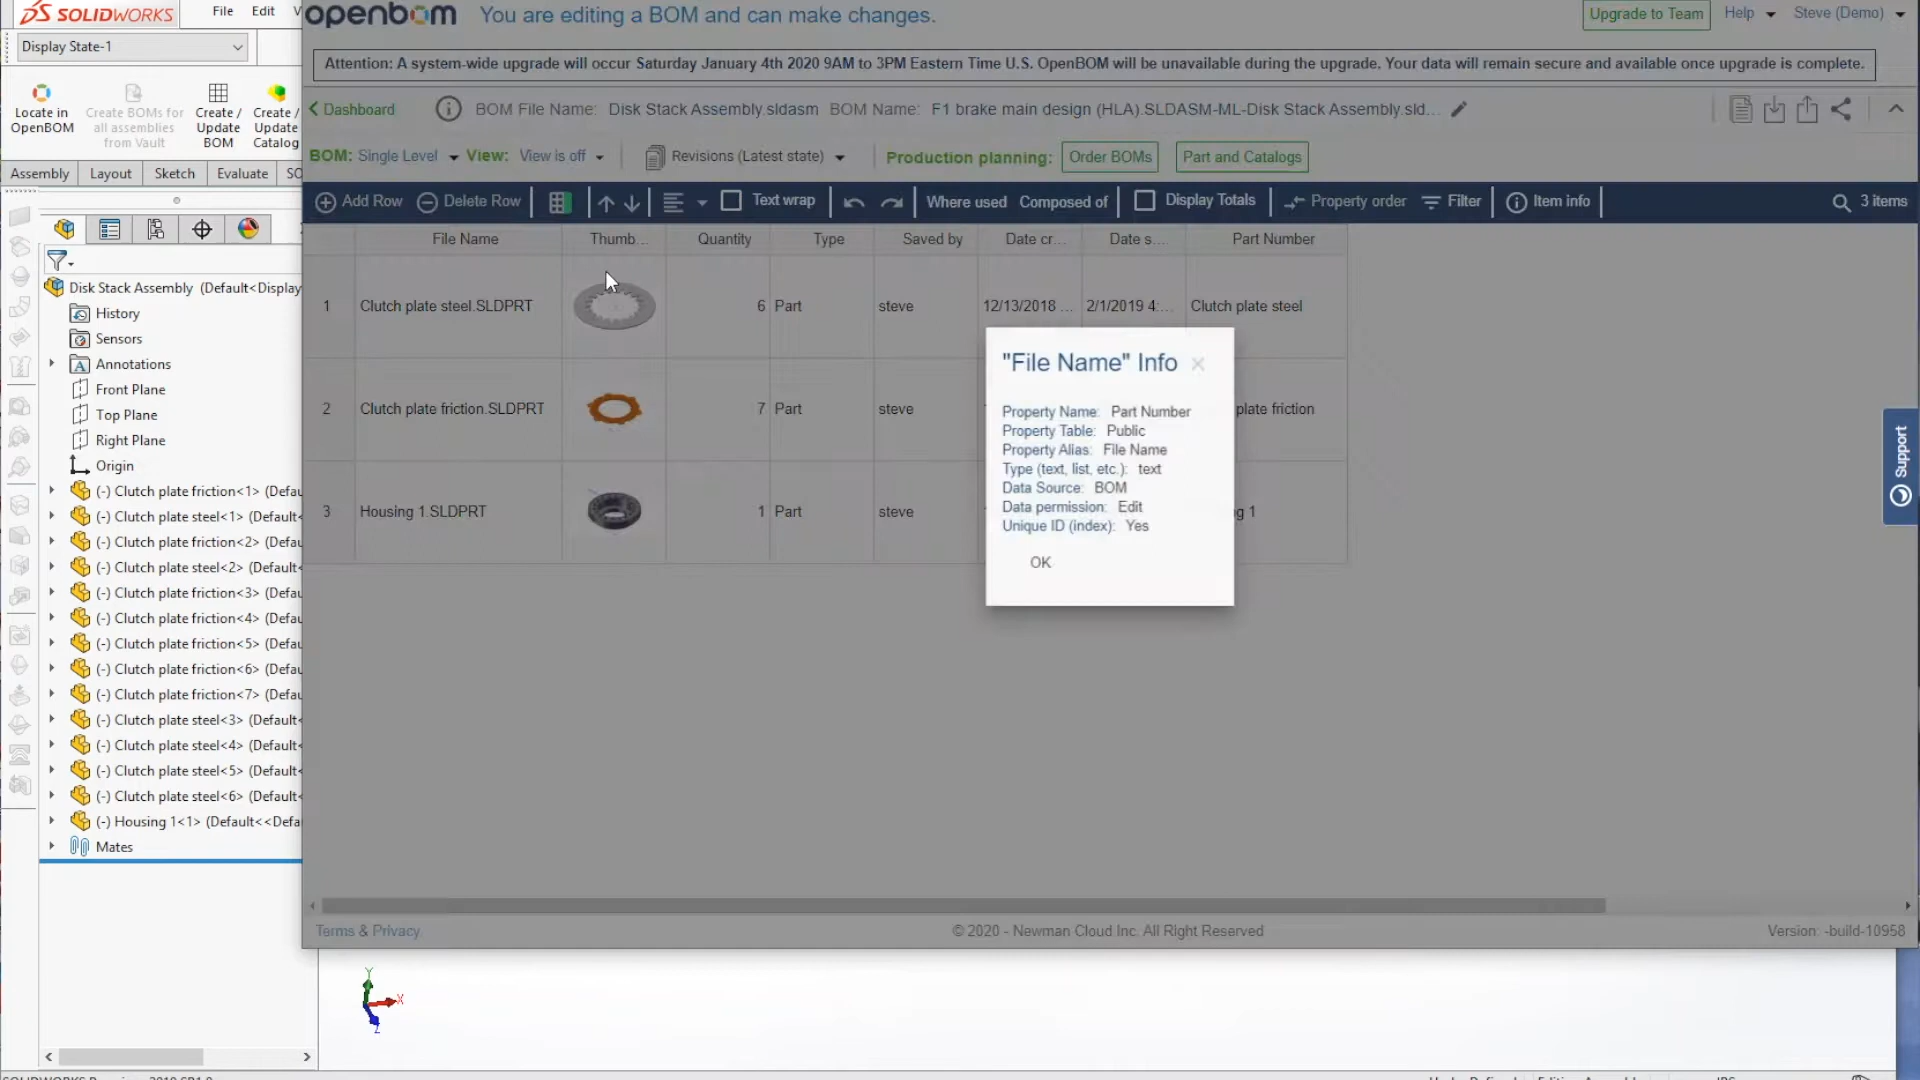 SOLIDWORKS
File Edit V
openbom
You are editing a BOM and can make changes.
Upgrade to Team
Help
Steve (Demo)
Display State-1
Attention: A system-wide upgrade will occur Saturday January 4th 2020 9AM to 3PM Eastern Time U.S. OpenBOM will be unavailable during the upgrade. Your data will remain secure and available once upgrade is complete.
Locate in
OpenBOM
Create BOMs for
all assemblies
from Vault
Create /
Update
BOM
Create /
Update
Catalog
Dashboard
BOM File Name: Disk Stack Assembly.sldasm BOM Name: F1 brake main design (HLA).SLDASM-ML-Disk Stack Assembly.sld...
BOM: Single Level View: View is off
Revisions (Latest state)
Production planning: Order BOMs Part and Catalogs
Assembly Layout Sketch Evaluate SO
Add Row Delete Row
Text wrap
Where used Composed of
Display Totals
Property order
Filter
Item info
3 items
File Name Thumb... Quantity Type Saved by Date cr... Date s... Part Number
1 Clutch plate steel.SLDPRT 6 Part steve 12/13/2018 ... 2/1/2019 4:... Clutch plate steel
2 Clutch plate friction.SLDPRT 7 Part steve plate friction
3 Housing 1.SLDPRT 1 Part steve g 1
"File Name" Info ×
Property Name: Part Number
Property Table: Public
Property Alias: File Name
Type (text, list, etc.): text
Data Source: BOM
Data permission: Edit
Unique ID (index): Yes
OK
Support
Disk Stack Assembly (Default<Display
History
Sensors
A Annotations
Front Plane
Top Plane
Right Plane
Origin
(-) Clutch plate friction<1> (Defau
(-) Clutch plate steel<1> (Default<
(-) Clutch plate friction<2> (Defau
(-) Clutch plate steel<2> (Default<
(-) Clutch plate friction<3> (Defau
(-) Clutch plate friction<4> (Defau
(-) Clutch plate friction<5> (Defau
(-) Clutch plate friction<6> (Defau
(-) Clutch plate friction<7> (Defau
(-) Clutch plate steel<3> (Default<
(-) Clutch plate steel<4> (Default<
(-) Clutch plate steel<5> (Default<
(-) Clutch plate steel<6> (Default<
(-) Housing 1<1> (Default<<Defa
Mates
Terms & Privacy
© 2020 - Newman Cloud Inc. All Right Reserved
Version: -build-10958
Y
X
Z